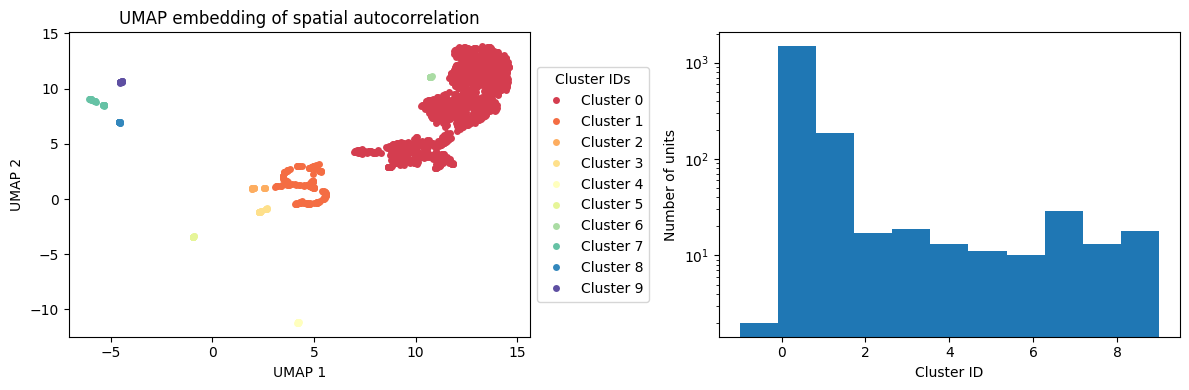 UMAP embedding of spatial autocorrelation
15
10
5
0
−5
−10
UMAP 2
−5
0
5
10
15
UMAP 1
Cluster IDs
Cluster 0
Cluster 1
Cluster 2
Cluster 3
Cluster 4
Cluster 5
Cluster 6
Cluster 7
Cluster 8
Cluster 9
10³
10²
10¹
Number of units
0
2
4
6
8
Cluster ID